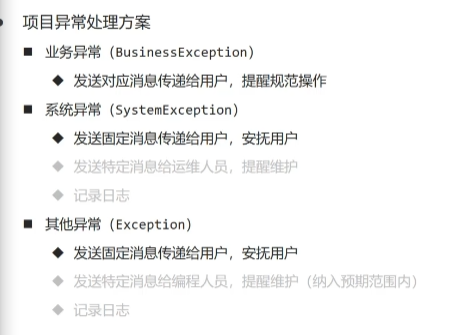 项目异常处理方案
业务异常（BusinessException）
发送对应消息传递给用户，提醒规范操作
系统异常（SystemException）
发送固定消息传递给用户，安抚用户
发送特定消息给运维人员，提醒维护
记录日志
其他异常（Exception）
发送固定消息传递给用户，安抚用户
发送特定消息给编程人员，提醒维护（纳入预期范围内）
记录日志